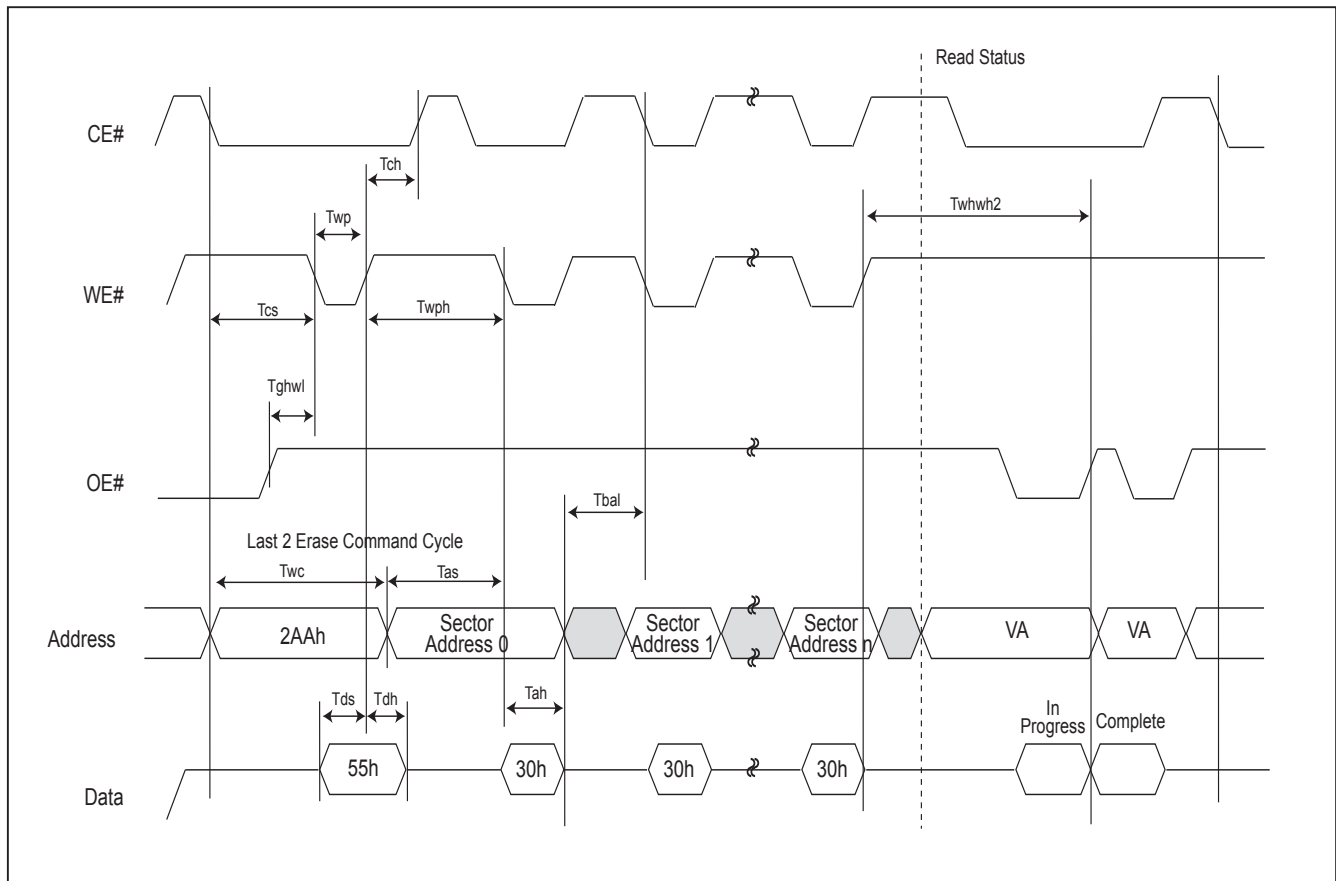 Read Status
CE#
Tch
Twhwh2
Twp
WE#
Tcs
Twph
Tghwl
OE#
Tbal
Last 2 Erase Command Cycle
Twc
Tas
Address
2AAh
Sector
Address 0
Sector
Address 1
Sector
Address n
VA
VA
Tds
Tdh
Tah
In
Progress
Complete
Data
55h
30h
30h
30h